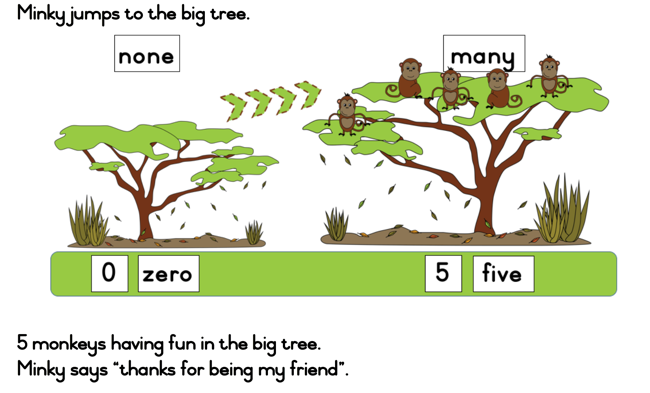 Minky jumps to the big tree.
none
many
0 zero
5 five
5 monkeys having fun in the big tree.
Minky says “thanks for being my friend”.